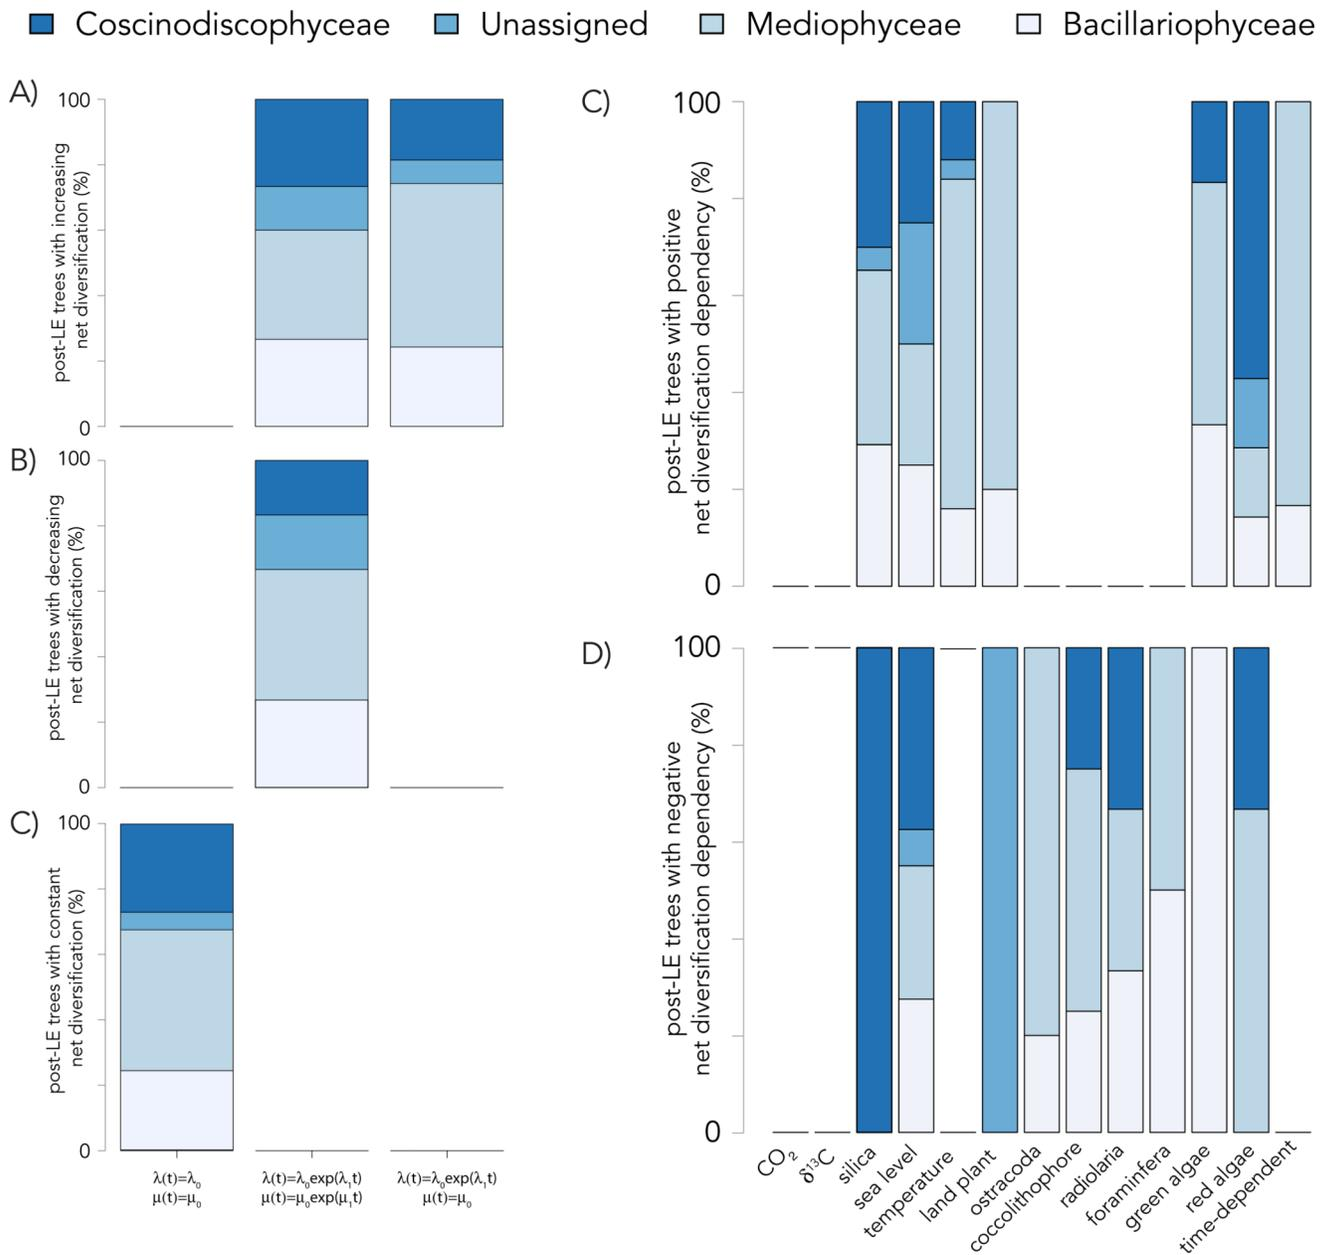 Coscinodiscophyceae Unassigned Mediophyceae Bacillariophyceae
A)
100
0
post-LE trees with increasing
net diversification (%)
B)
100
0
post-LE trees with decreasing
net diversification (%)
C)
100
0
post-LE trees with constant
net diversification (%)
λ(t)=λ₀
μ(t)=μ₀
λ(t)=λ₀exp(λ₁t)
μ(t)=μ₀exp(μ₁t)
λ(t)=λ₀exp(λ₁t)
μ(t)=μ₀
C)
100
0
post-LE trees with positive
net diversification dependency (%)
D)
100
0
post-LE trees with negative
net diversification dependency (%)
CO₂
δ¹³C
silica
sea level
temperature
land plant
ostracoda
coccolithophore
radiolaria
foraminfera
green algae
red algae
time-dependent